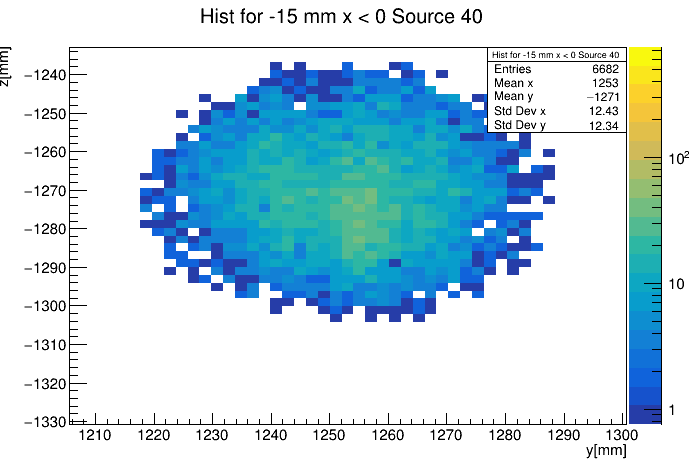 Hist for -15 mm x < 0 Source 40
z[mm]
Hist for -15 mm x < 0 Source 40
Entries 6682
Mean x 1253
Mean y −1271
Std Dev x 12.43
Std Dev y 12.34
−1240
−1250
−1260
−1270
−1280
−1290
−1300
−1310
−1320
−1330
10²
10
1
1210 1220 1230 1240 1250 1260 1270 1280 1290 1300
y[mm]